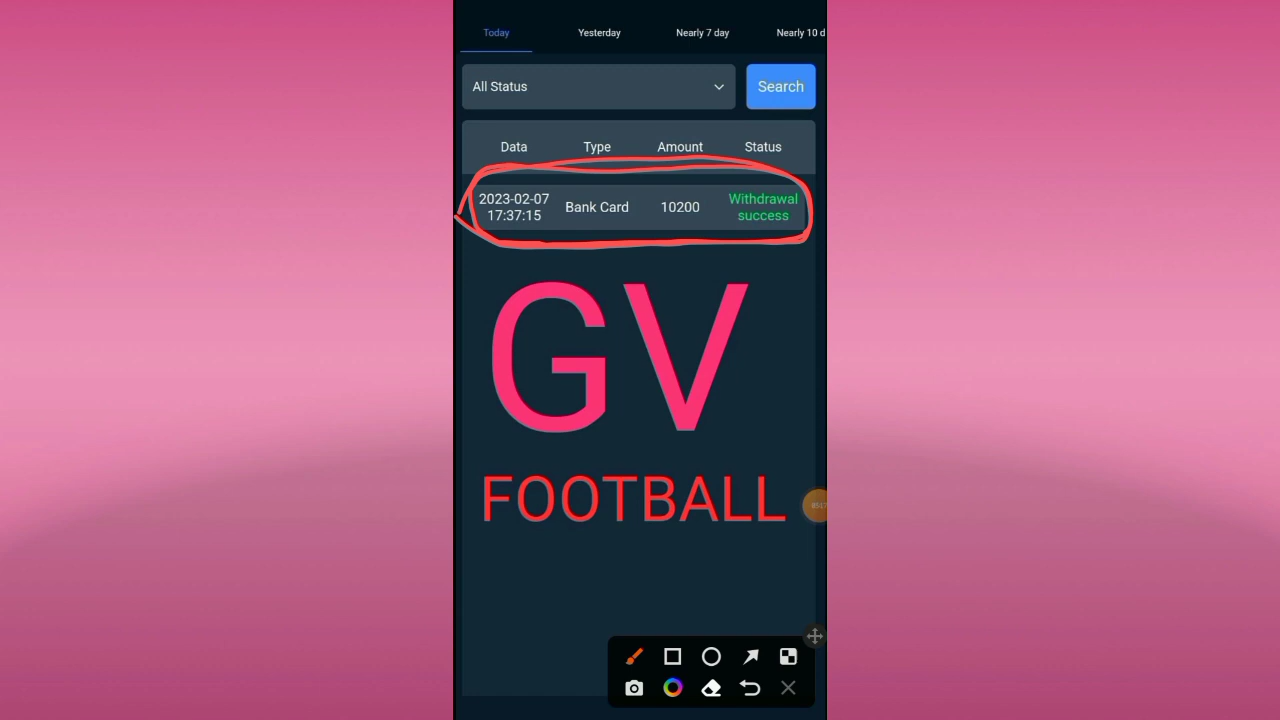 Today Yesterday Nearly 7 day Nearly 10 d
All Status Search
Data Type Amount Status
2023-02-07 17:37:15 Bank Card 10200 Withdrawal success
GV
FOOTBALL